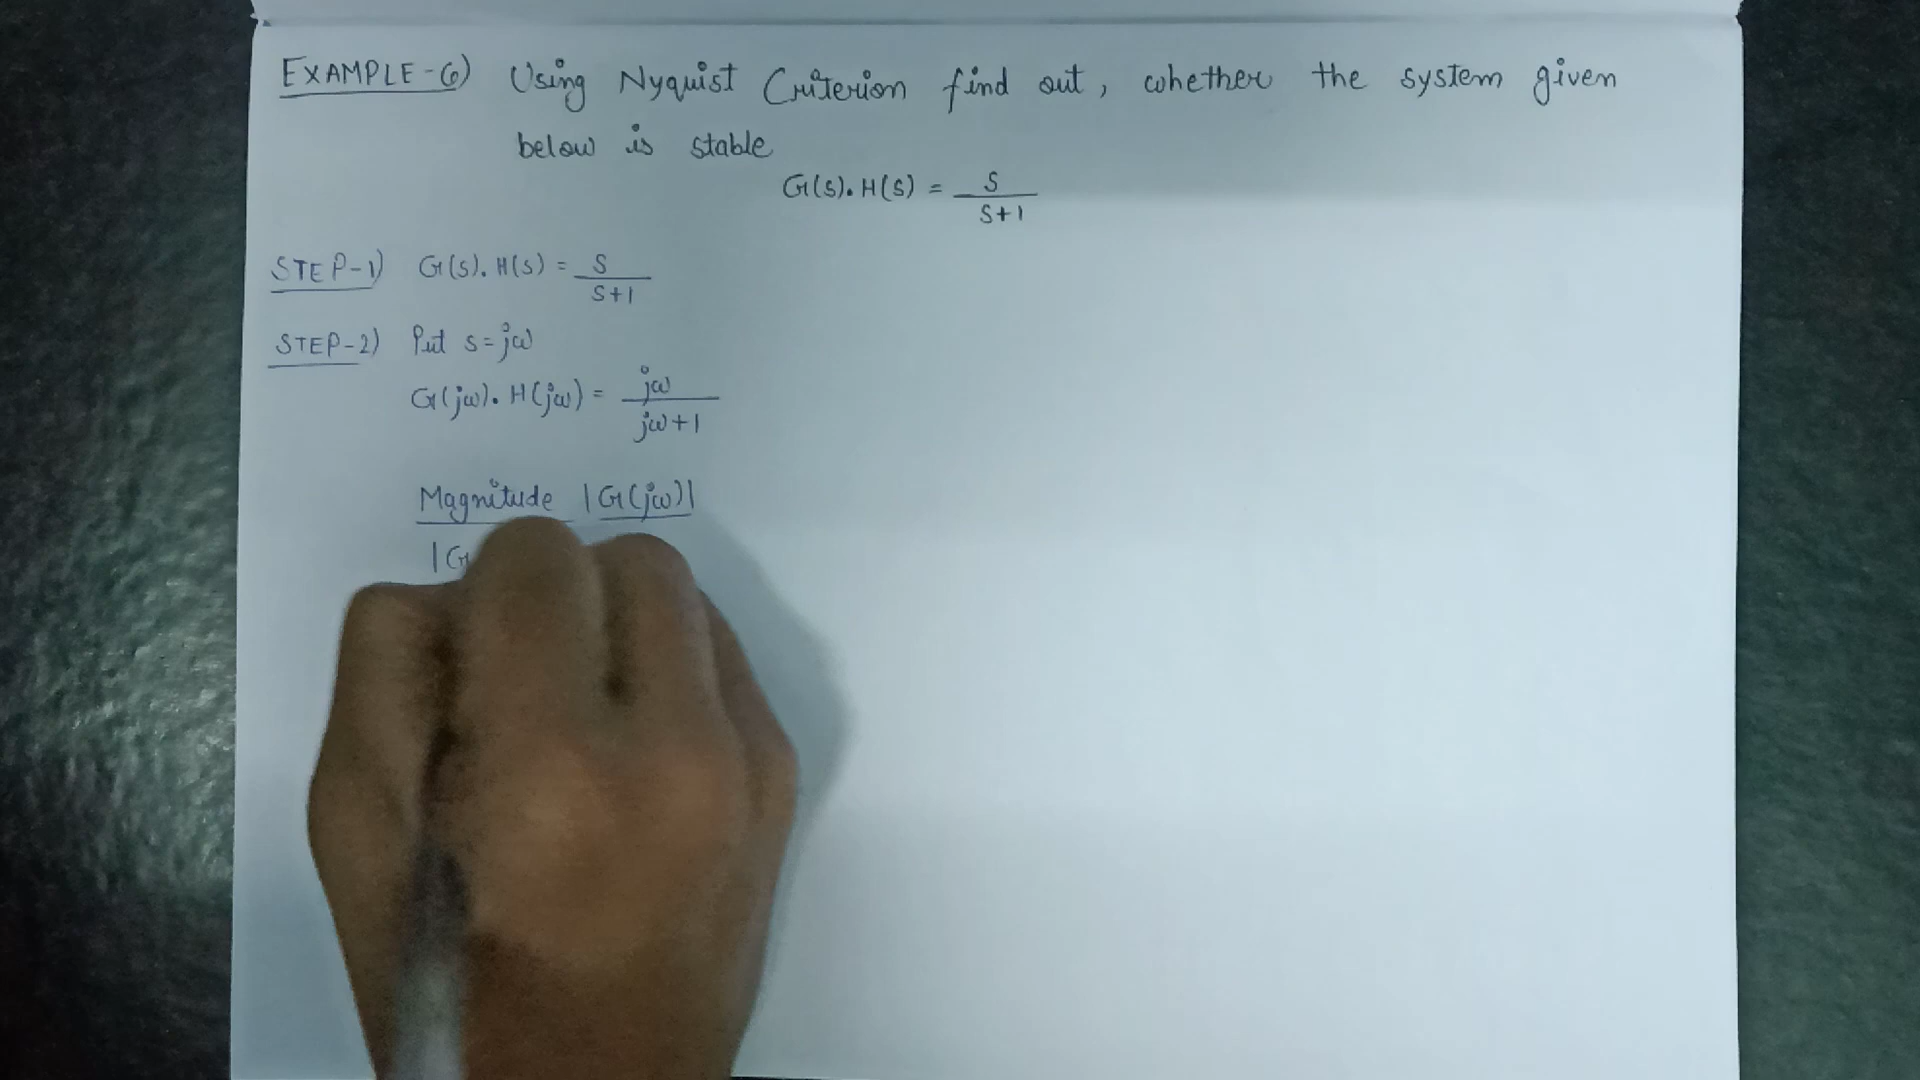 EXAMPLE-6) Using Nyquist Criterion find out, whether the system given
below is stable
G(s).H(s) = s
s+1
STEP-1) G(s).H(s) = s
s+1
STEP-2) Put s=jω
G(jω).H(jω) = jω
jω+1
Magnitude |G(jω)|
|G